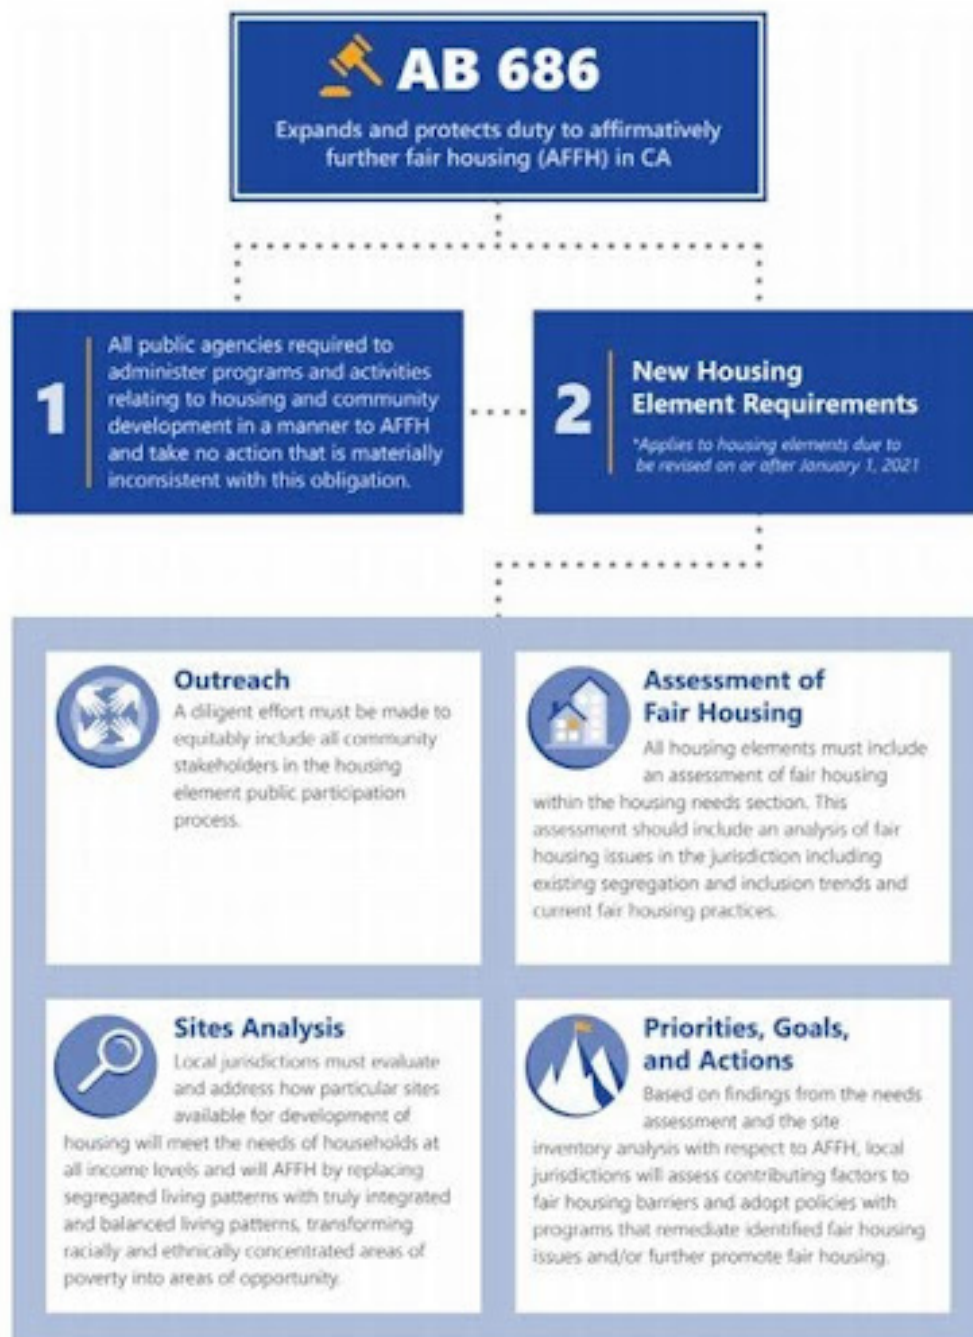 AB 686
Expands and protects duty to affirmatively
further fair housing (AFFH) in CA
1
All public agencies required to
administer programs and activities
relating to housing and community
development in a manner to AFFH
and take no action that is materially
inconsistent with this obligation.
2
New Housing
Element Requirements
*Applies to housing elements due to
be revised on or after January 1, 2021
Outreach
A diligent effort must be made to
equitably include all community
stakeholders in the housing
element public participation
process.
Assessment of
Fair Housing
All housing elements must include
an assessment of fair housing
within the housing needs section. This
assessment should include an analysis of fair
housing issues in the jurisdiction including
existing segregation and inclusion trends and
current fair housing practices.
Sites Analysis
Local jurisdictions must evaluate
and address how particular sites
available for development of
housing will meet the needs of households at
all income levels and will AFFH by replacing
segregated living patterns with truly integrated
and balanced living patterns, transforming
racially and ethnically concentrated areas of
poverty into areas of opportunity.
Priorities, Goals,
and Actions
Based on findings from the needs
assessment and the site
inventory analysis with respect to AFFH, local
jurisdictions will assess contributing factors to
fair housing barriers and adopt policies with
programs that remediate identified fair housing
issues and/or further promote fair housing.